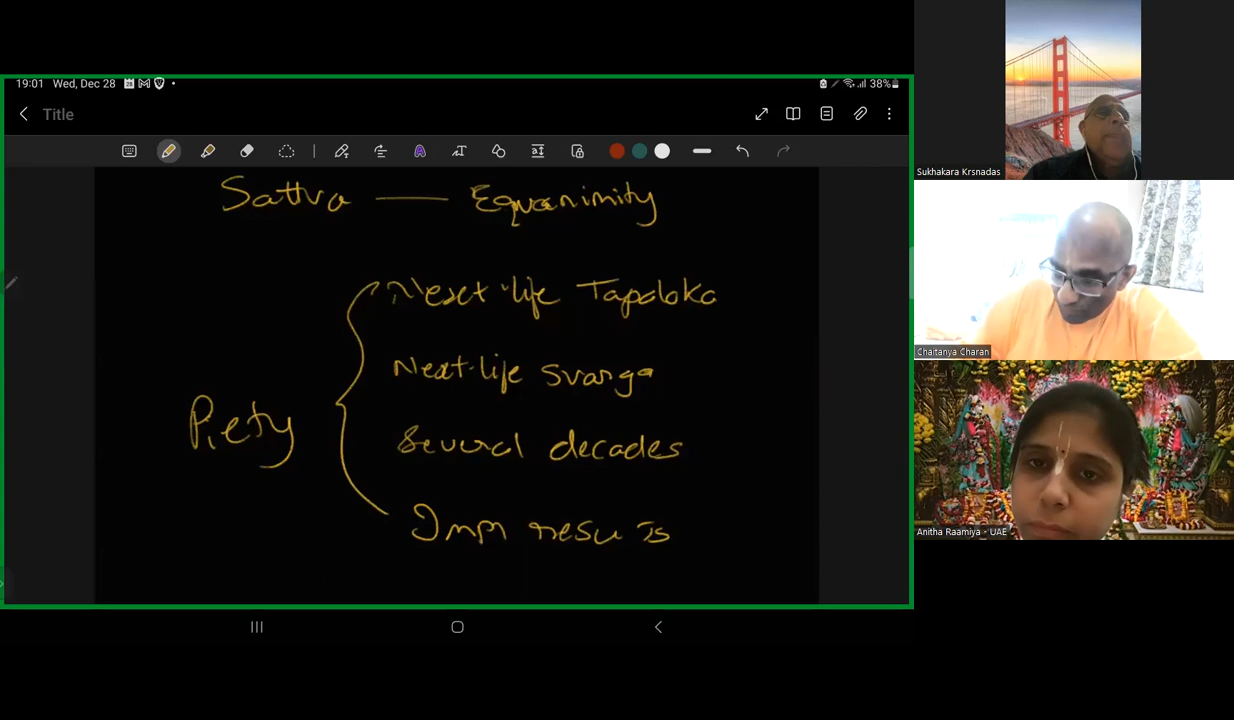 19:01 Wed, Dec 28
38%
Title
Sattva — Equanimity
Piety
Next-life Tapoloka
Next-life Svarga
Several decades
Imm
Sukhakara Krsnadas
Chaitanya Charan
Anitha Raamiya - UAE